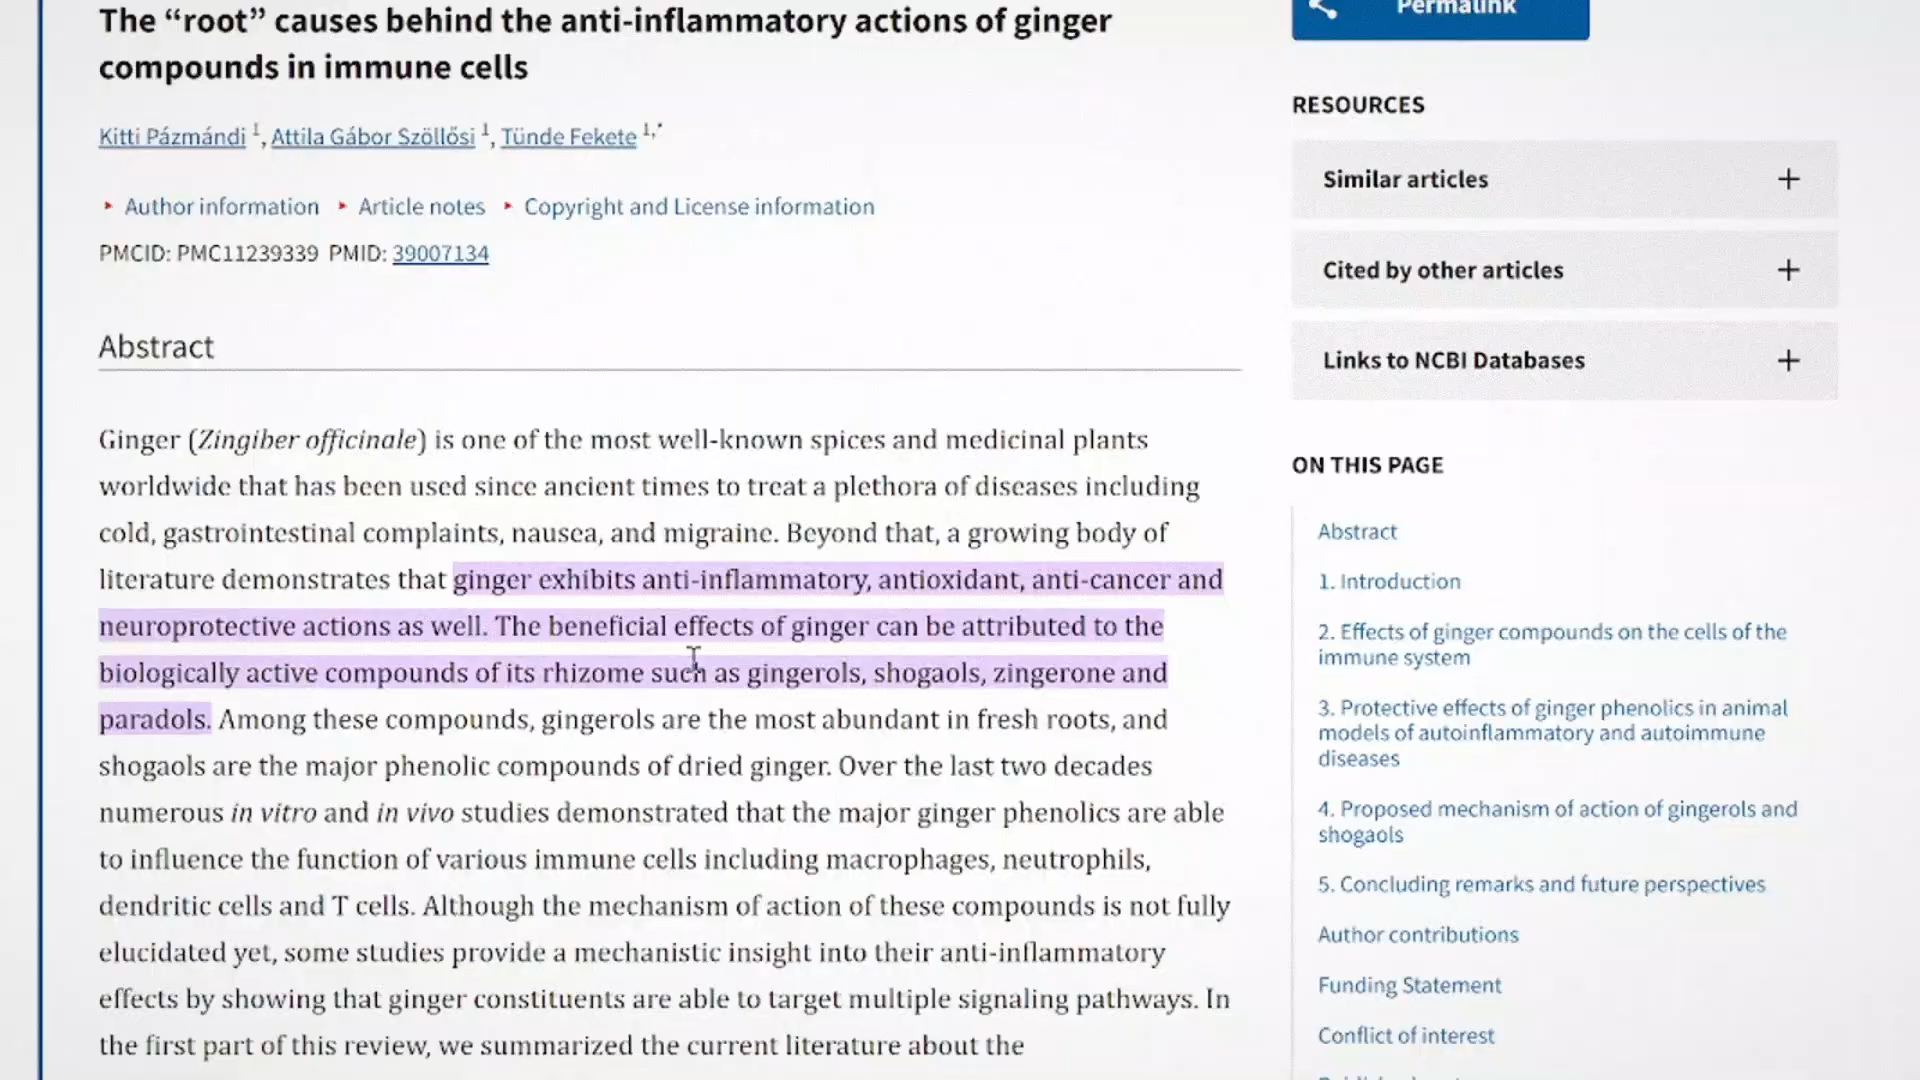 The “root” causes behind the anti-inflammatory actions of ginger
compounds in immune cells
Kitti Pázmándi 1, Attila Gábor Szöllősi 1, Tünde Fekete 1,*
▸ Author information ▸ Article notes ▸ Copyright and License information
PMCID: PMC11239339 PMID: 39007134
Abstract
Ginger (Zingiber officinale) is one of the most well-known spices and medicinal plants
worldwide that has been used since ancient times to treat a plethora of diseases including
cold, gastrointestinal complaints, nausea, and migraine. Beyond that, a growing body of
literature demonstrates that ginger exhibits anti-inflammatory, antioxidant, anti-cancer and
neuroprotective actions as well. The beneficial effects of ginger can be attributed to the
biologically active compounds of its rhizome such as gingerols, shogaols, zingerone and
paradols. Among these compounds, gingerols are the most abundant in fresh roots, and
shogaols are the major phenolic compounds of dried ginger. Over the last two decades
numerous in vitro and in vivo studies demonstrated that the major ginger phenolics are able
to influence the function of various immune cells including macrophages, neutrophils,
dendritic cells and T cells. Although the mechanism of action of these compounds is not fully
elucidated yet, some studies provide a mechanistic insight into their anti-inflammatory
effects by showing that ginger constituents are able to target multiple signaling pathways. In
the first part of this review, we summarized the current literature about the
Permalink
RESOURCES
Similar articles
Cited by other articles
Links to NCBI Databases
ON THIS PAGE
Abstract
1. Introduction
2. Effects of ginger compounds on the cells of the
immune system
3. Protective effects of ginger phenolics in animal
models of autoinflammatory and autoimmune
diseases
4. Proposed mechanism of action of gingerols and
shogaols
5. Concluding remarks and future perspectives
Author contributions
Funding Statement
Conflict of interest